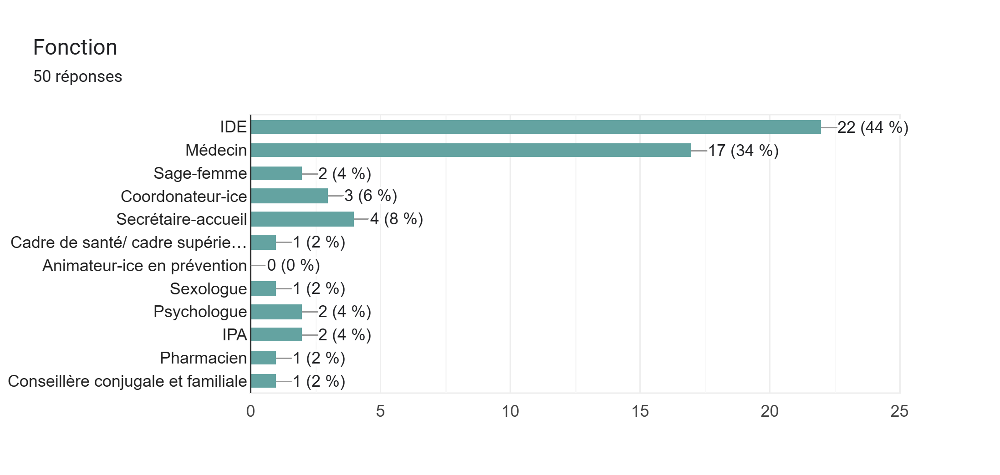 Fonction
50 réponses
IDE 22 (44 %)
Médecin 17 (34 %)
Sage-femme 2 (4 %)
Coordonateur-ice 3 (6 %)
Secrétaire-accueil 4 (8 %)
Cadre de santé/ cadre supérie… 1 (2 %)
Animateur-ice en prévention 0 (0 %)
Sexologue 1 (2 %)
Psychologue 2 (4 %)
IPA 2 (4 %)
Pharmacien 1 (2 %)
Conseillère conjugale et familiale 1 (2 %)
0 5 10 15 20 25